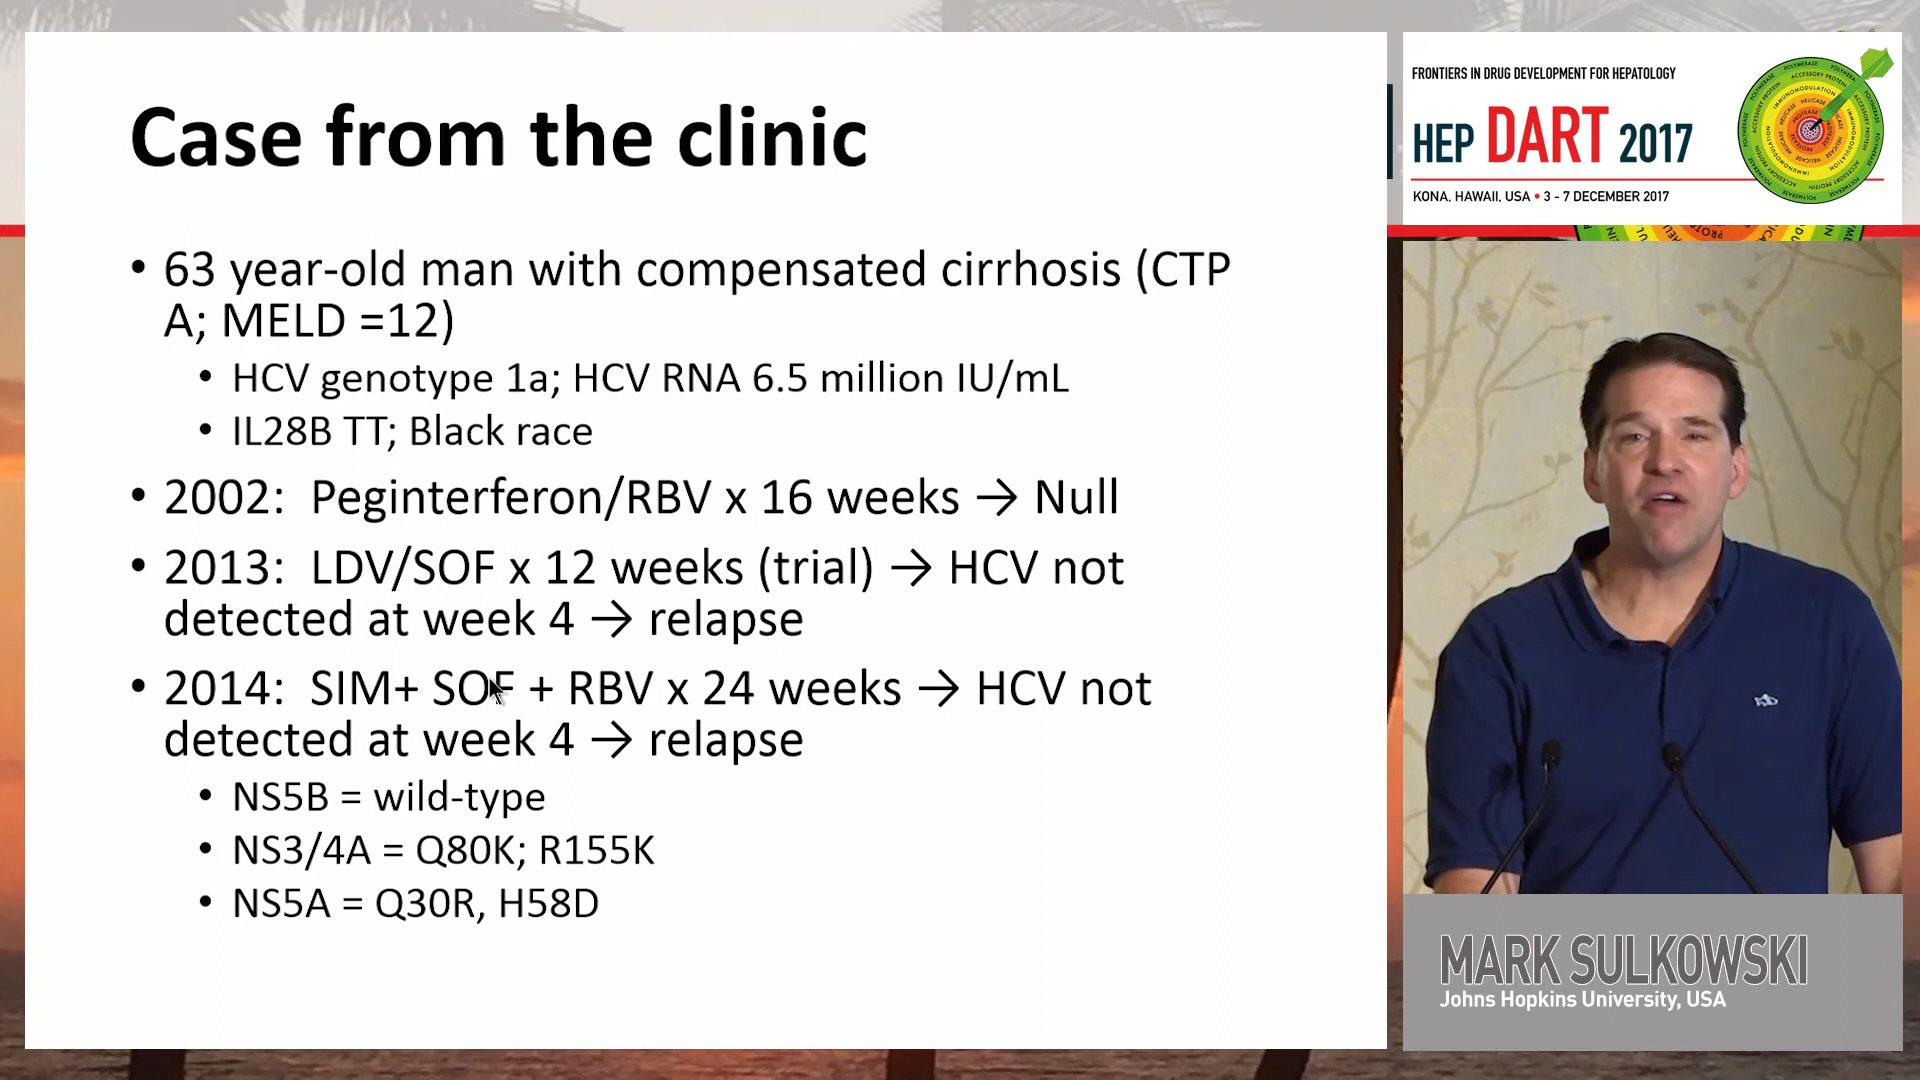 Case from the clinic
• 63 year-old man with compensated cirrhosis (CTP
A; MELD =12)
• HCV genotype 1a; HCV RNA 6.5 million IU/mL
• IL28B TT; Black race
• 2002: Peginterferon/RBV x 16 weeks → Null
• 2013: LDV/SOF x 12 weeks (trial) → HCV not
detected at week 4 → relapse
• 2014: SIM+ SOF + RBV x 24 weeks → HCV not
detected at week 4 → relapse
• NS5B = wild-type
• NS3/4A = Q80K; R155K
• NS5A = Q30R, H58D
FRONTIERS IN DRUG DEVELOPMENT FOR HEPATOLOGY
HEP DART 2017
KONA, HAWAII, USA • 3 - 7 DECEMBER 2017
MARK SULKOWSKI
Johns Hopkins University, USA